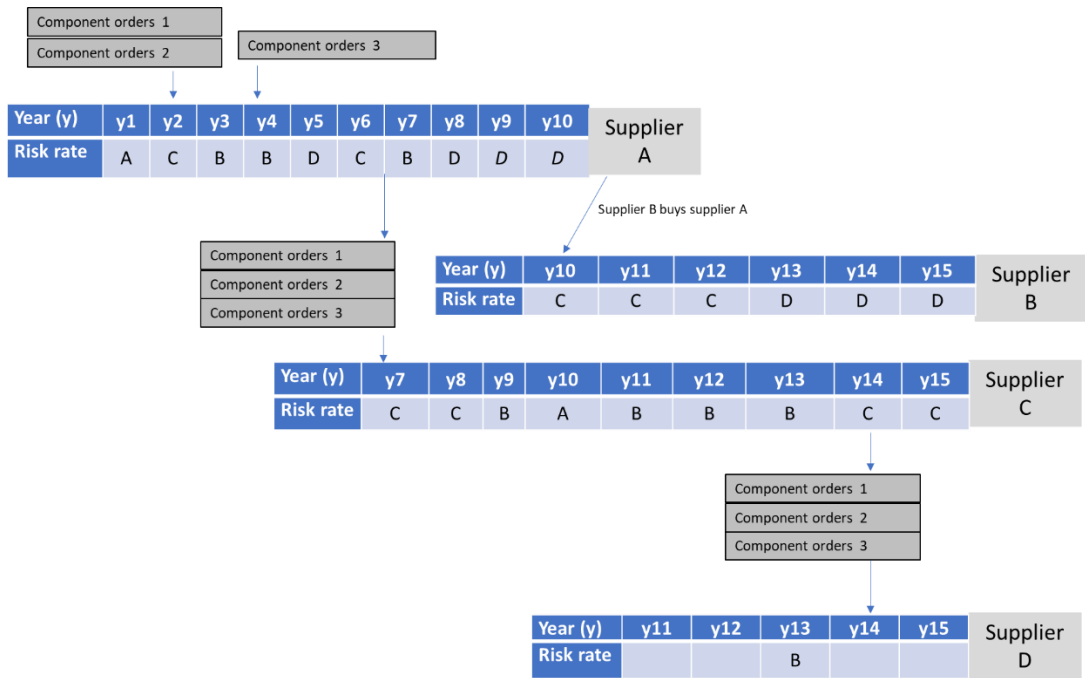 Component orders 1
Component orders 2
Component orders 3
Year (y) y1 y2 y3 y4 y5 y6 y7 y8 y9 y10
Risk rate A C B B D C B D D D
Supplier
A
Supplier B buys supplier A
Component orders 1
Component orders 2
Component orders 3
Year (y) y10 y11 y12 y13 y14 y15
Risk rate C C C D D D
Supplier
B
Year (y) y7 y8 y9 y10 y11 y12 y13 y14 y15
Risk rate C C B A B B B C C
Supplier
C
Component orders 1
Component orders 2
Component orders 3
Year (y) y11 y12 y13 y14 y15
Risk rate B
Supplier
D